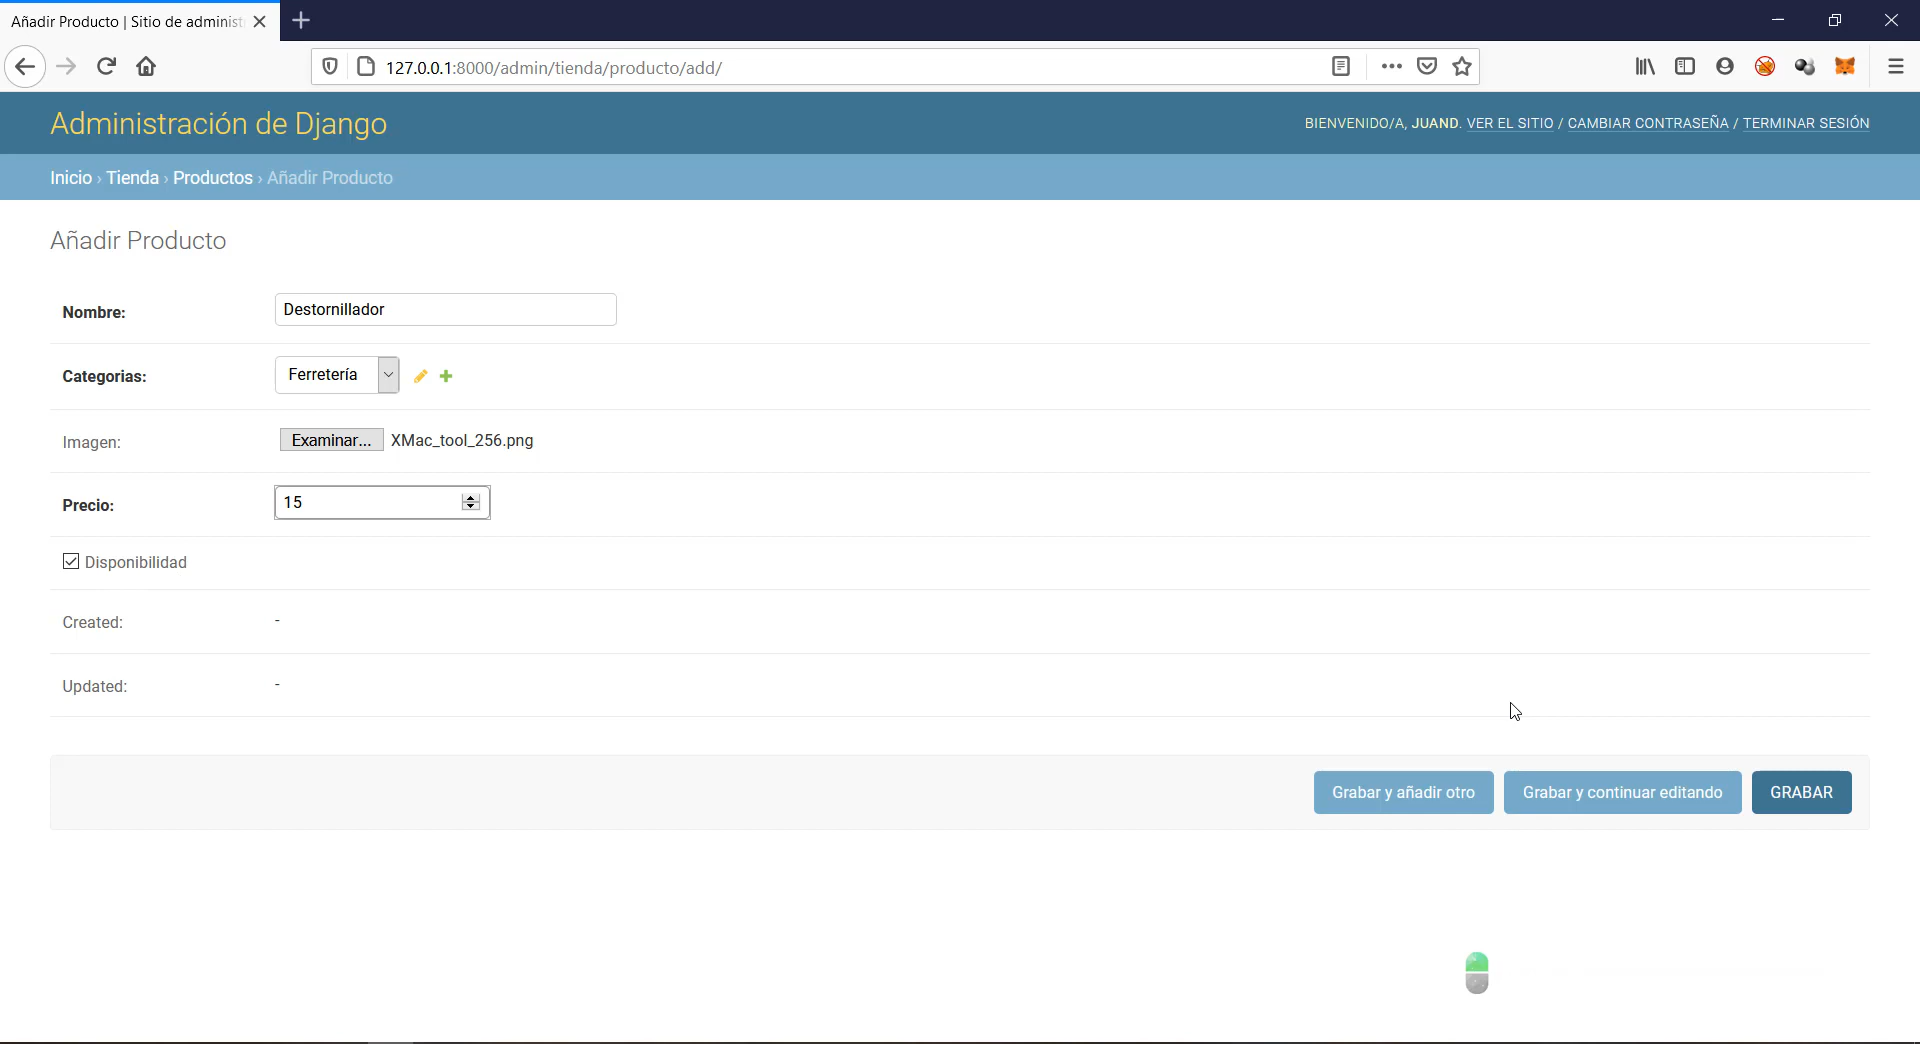 Añadir Producto | Sitio de administ
127.0.0.1:8000/admin/tienda/producto/add/
Administración de Django
BIENVENIDO/A, JUAND. VER EL SITIO / CAMBIAR CONTRASEÑA / TERMINAR SESIÓN
Inicio › Tienda › Productos › Añadir Producto
Añadir Producto
Nombre: Destornillador
Categorias: Ferretería
Imagen: Examinar... XMac_tool_256.png
Precio: 15
Disponibilidad
Created: -
Updated: -
Grabar y añadir otro Grabar y continuar editando GRABAR